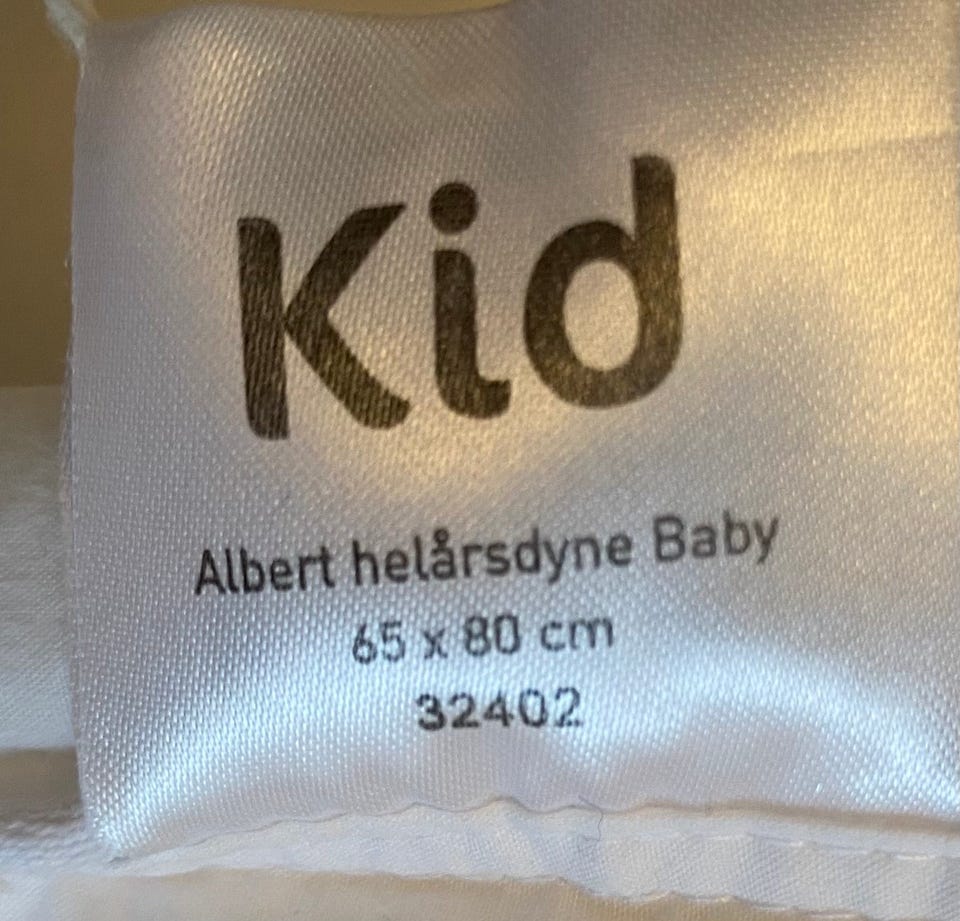 Kid
Albert helårsdyne Baby
65 x 80 cm
32402